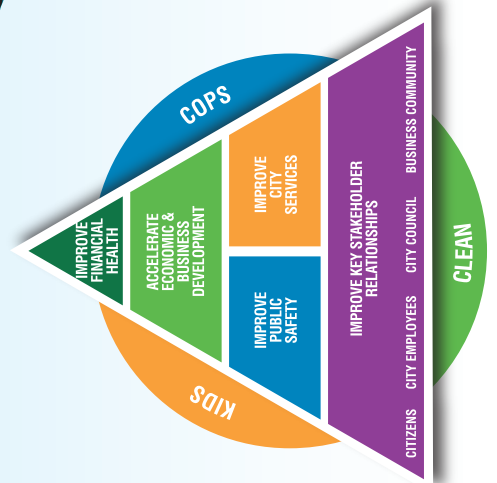 IMPROVE
FINANCIAL
HEALTH
ACCELERATE
ECONOMIC &
BUSINESS
DEVELOPMENT
IMPROVE
PUBLIC
SAFETY
IMPROVE
CITY
SERVICES
IMPROVE KEY STAKEHOLDER
RELATIONSHIPS
CITIZENS CITY EMPLOYEES CITY COUNCIL BUSINESS COMMUNITY
KIDS
COPS
CLEAN